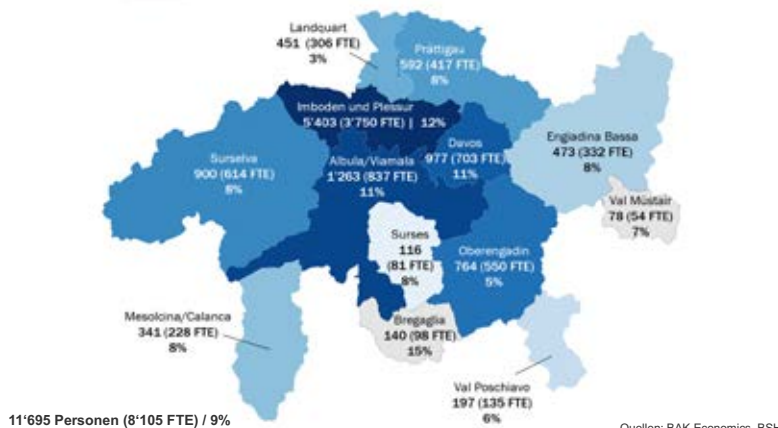 Landquart
451 (306 FTE)
3%
Prättigau
592 (417 FTE)
8%
Imboden und Plessur
5'403 (3'750 FTE) | 12%
Engiadina Bassa
473 (332 FTE)
8%
Davos
977 (703 FTE)
11%
Surselva
900 (614 FTE)
8%
Albula/Viamala
1'263 (837 FTE)
11%
Val Müstair
78 (54 FTE)
7%
Surses
116
(81 FTE)
8%
Oberengadin
764 (550 FTE)
5%
Mesolcina/Calanca
341 (228 FTE)
8%
Bregaglia
140 (98 FTE)
15%
Val Poschiavo
197 (135 FTE)
6%
11'695 Personen (8'105 FTE) / 9%
Quellen: BAK Economics, BSH